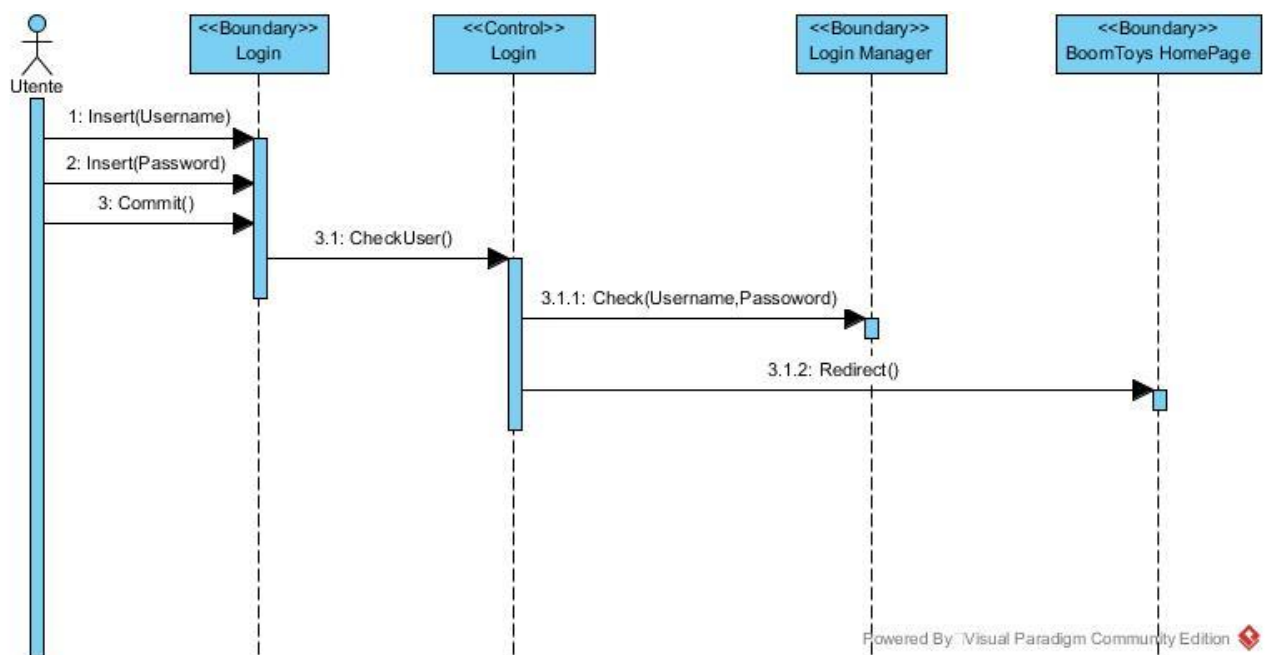 <<Boundary>>
Login
<<Control>>
Login
<<Boundary>>
Login Manager
<<Boundary>>
BoomToys HomePage
Utente
1: Insert(Username)
2: Insert(Password)
3: Commit()
3.1: CheckUser()
3.1.1: Check(Username,Passoword)
3.1.2: Redirect()
Powered By Visual Paradigm Community Edition